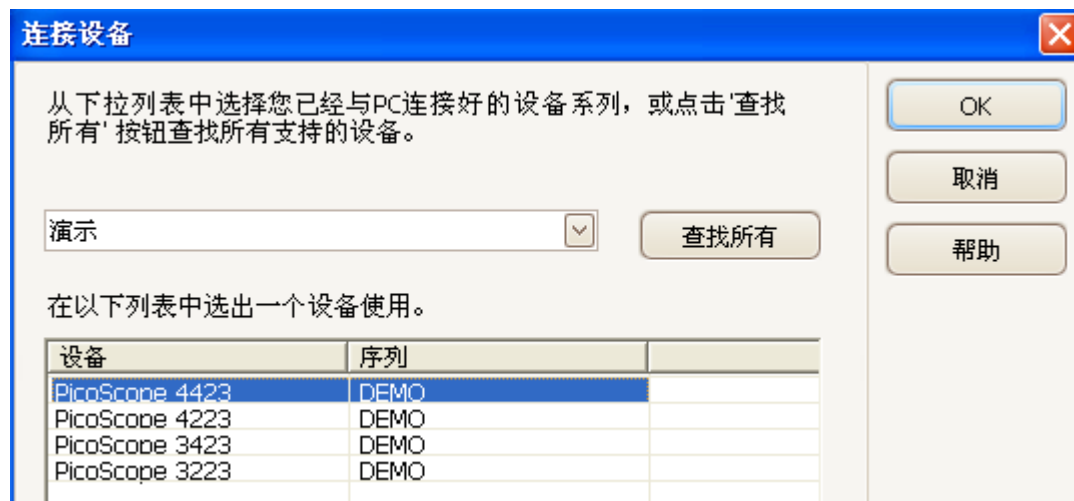 连接设备
从下拉列表中选择您已经与PC连接好的设备系列，或点击'查找
所有' 按钮查找所有支持的设备。
OK
取消
演示
查找所有
帮助
在以下列表中选出一个设备使用。
设备 序列
PicoScope 4423 DEMO
PicoScope 4223 DEMO
PicoScope 3423 DEMO
PicoScope 3223 DEMO